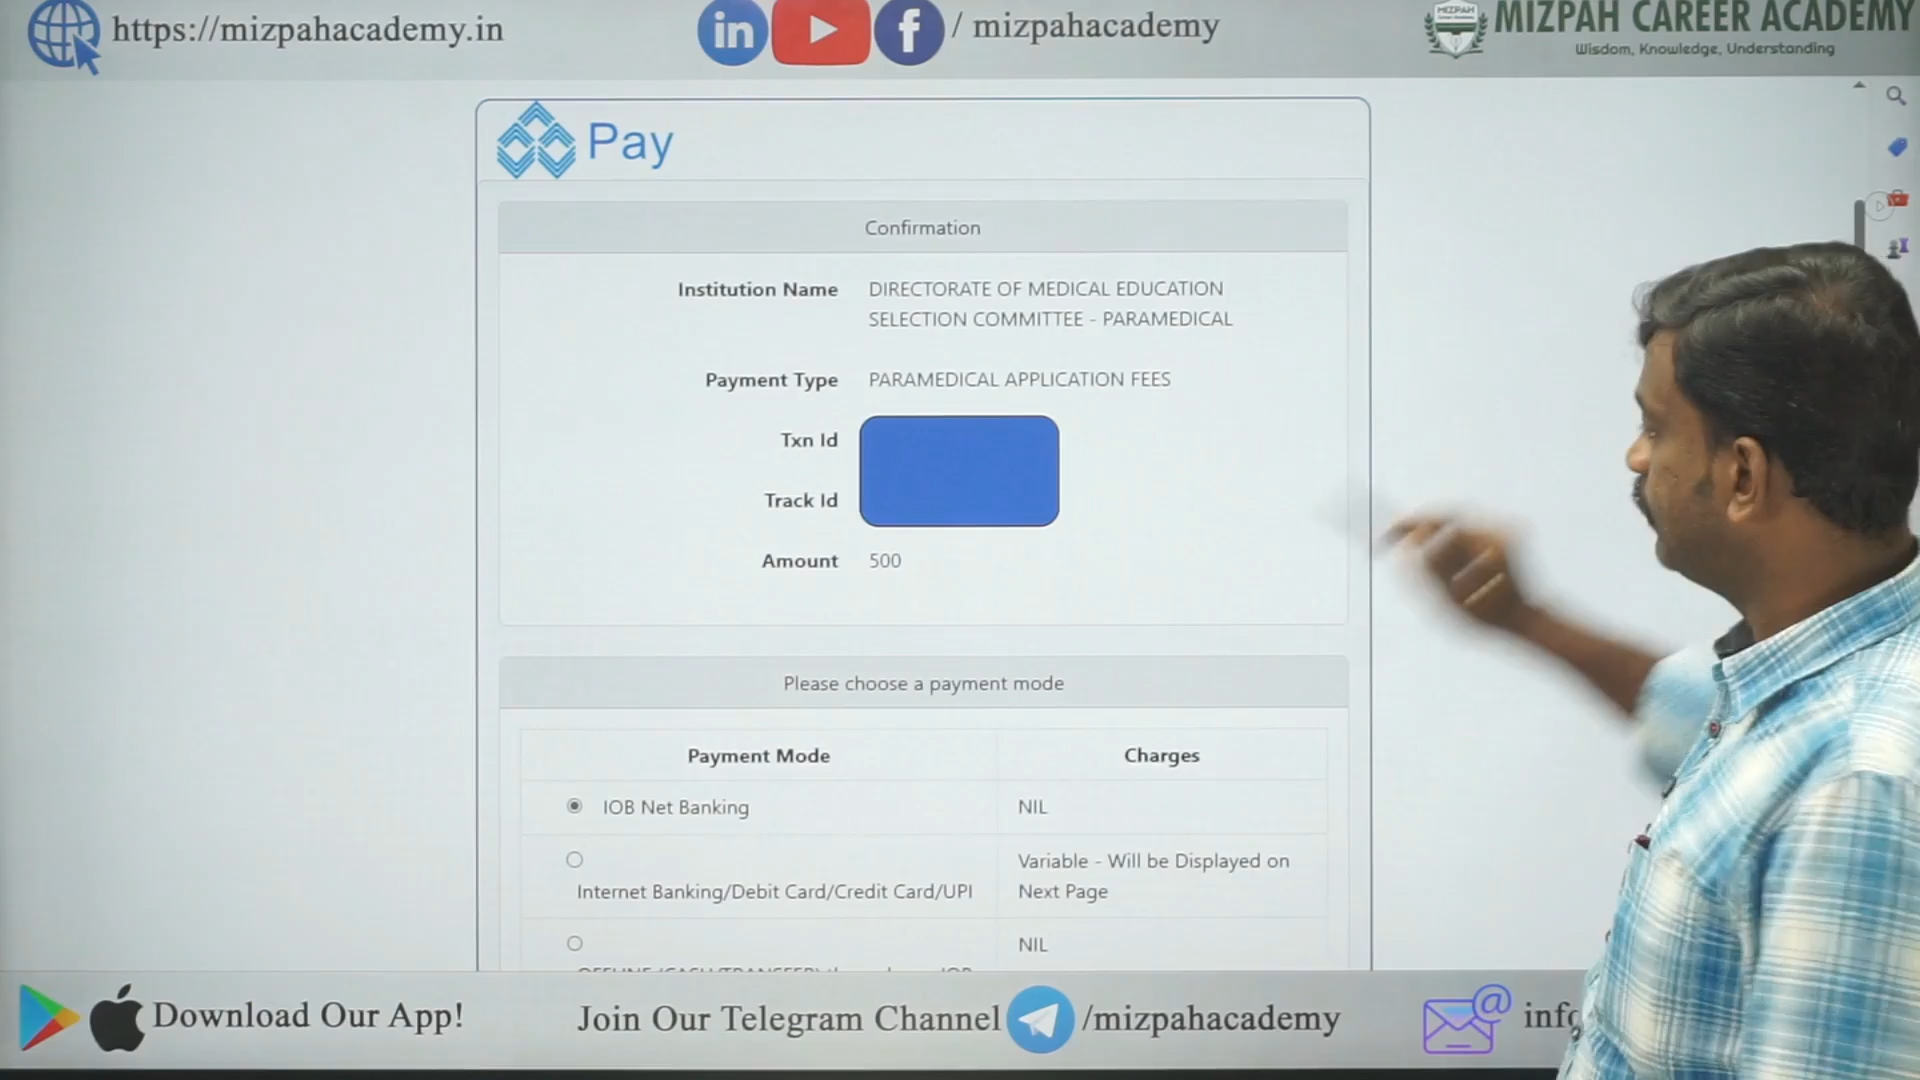 https://mizpahacademy.in
in f / mizpahacademy
MIZPAH
MIZPAH CAREER ACADEMY
Wisdom, Knowledge, Understanding
Pay
Confirmation
Institution Name DIRECTORATE OF MEDICAL EDUCATION
SELECTION COMMITTEE - PARAMEDICAL
Payment Type PARAMEDICAL APPLICATION FEES
Txn Id
Track Id
Amount 500
Please choose a payment mode
Payment Mode Charges
IOB Net Banking NIL
Variable - Will be Displayed on
Internet Banking/Debit Card/Credit Card/UPI Next Page
NIL
Download Our App!
Join Our Telegram Channel /mizpahacademy
@